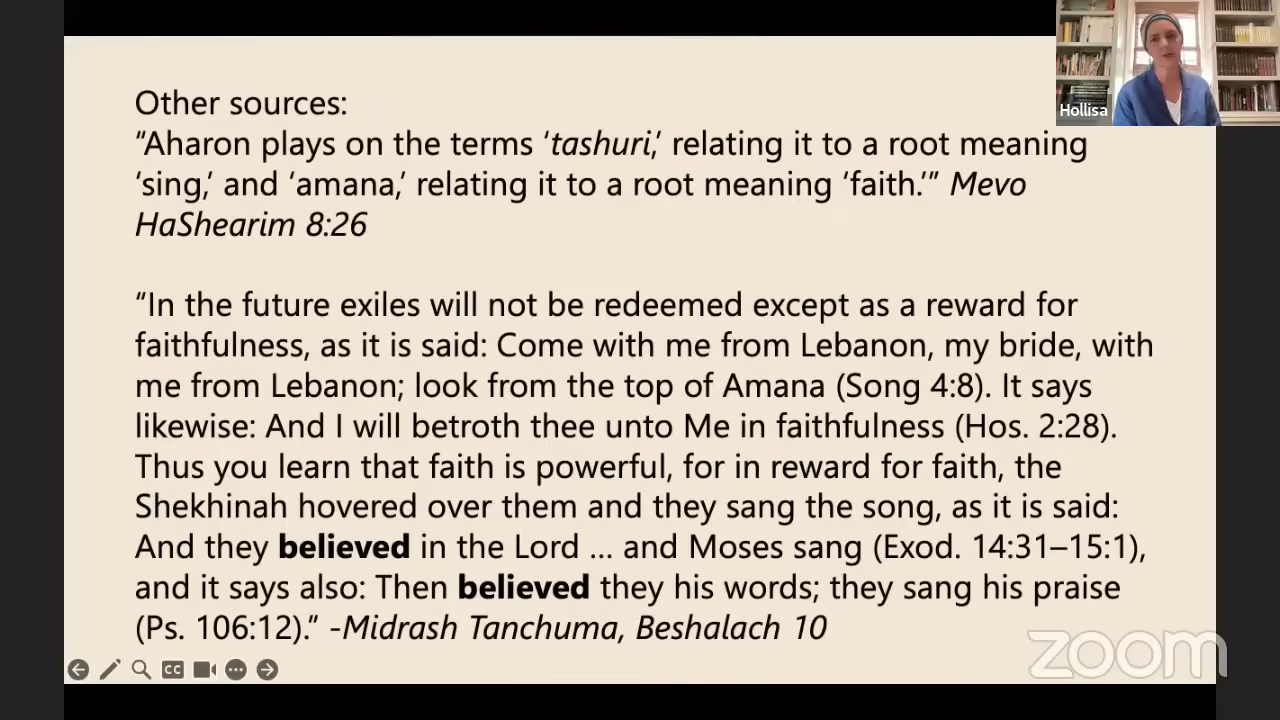 Hollisa
Other sources:
“Aharon plays on the terms ‘tashuri,’ relating it to a root meaning
‘sing,’ and ‘amana,’ relating it to a root meaning ‘faith.’” Mevo
HaShearim 8:26
“In the future exiles will not be redeemed except as a reward for
faithfulness, as it is said: Come with me from Lebanon, my bride, with
me from Lebanon; look from the top of Amana (Song 4:8). It says
likewise: And I will betroth thee unto Me in faithfulness (Hos. 2:28).
Thus you learn that faith is powerful, for in reward for faith, the
Shekhinah hovered over them and they sang the song, as it is said:
And they believed in the Lord ... and Moses sang (Exod. 14:31–15:1),
and it says also: Then believed they his words; they sang his praise
(Ps. 106:12).” -Midrash Tanchuma, Beshalach 10
CC
zoom